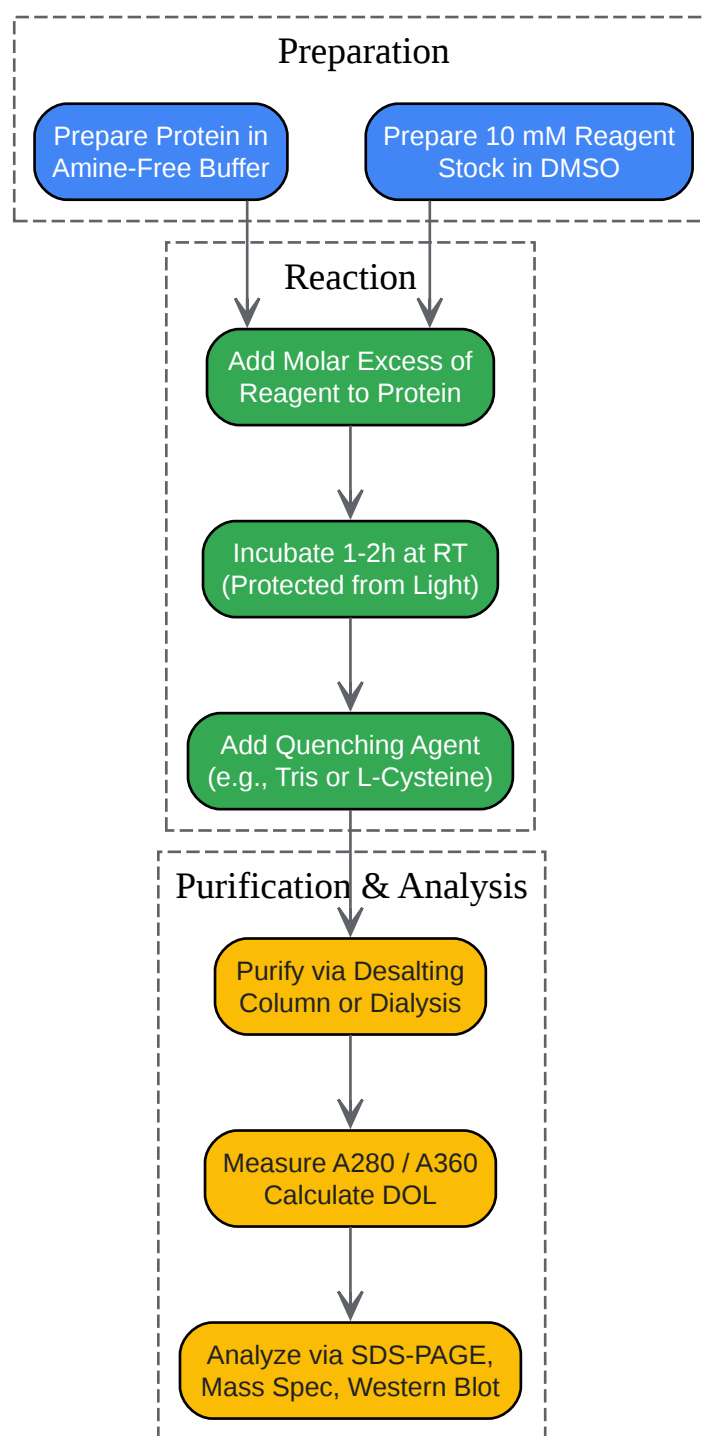 Preparation
Prepare Protein in
Amine-Free Buffer
Prepare 10 mM Reagent
Stock in DMSO
Reaction
Add Molar Excess of
Reagent to Protein
Incubate 1-2h at RT
(Protected from Light)
Add Quenching Agent
(e.g., Tris or L-Cysteine)
Purification & Analysis
Purify via Desalting
Column or Dialysis
Measure A280 / A360
Calculate DOL
Analyze via SDS-PAGE,
Mass Spec, Western Blot